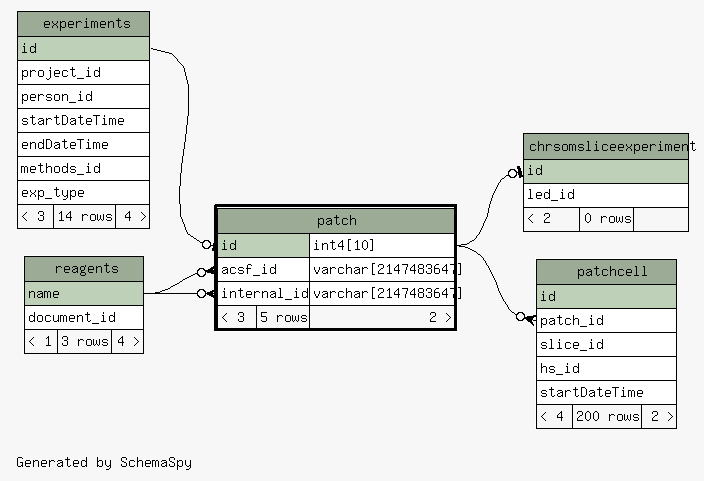 experiments
id
project_id
person_id
startDateTime
endDateTime
methods_id
exp_type
< 3 14 rows 4 >
reagents
name
document_id
< 1 3 rows 4 >
patch
id int4[10]
acsf_id varchar[2147483647]
internal_id varchar[2147483647]
< 3 5 rows 2 >
chrsomsliceexperiment
id
led_id
< 2 0 rows
patchcell
id
patch_id
slice_id
hs_id
startDateTime
< 4 200 rows 2 >
Generated by SchemaSpy